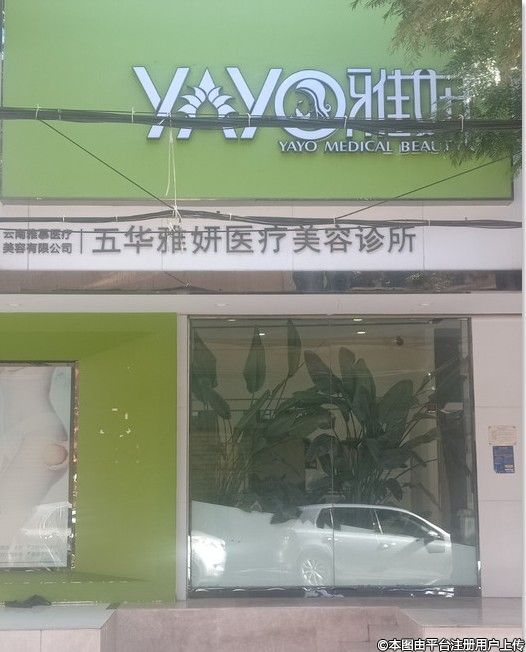 YAYO雅妍
YAYO MEDICAL BEAUTY
云南雅慕医疗
美容有限公司
五华雅妍医疗美容诊所
©本图由平台注册用户上传